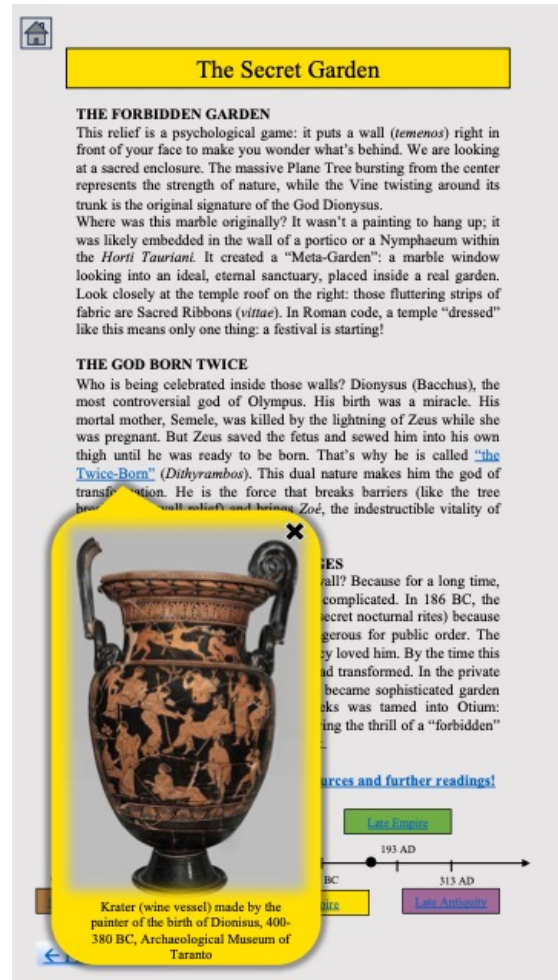 The Secret Garden
THE FORBIDDEN GARDEN
This relief is a psychological game: it puts a wall (temenos) right in
front of your face to make you wonder what's behind. We are looking
at a sacred enclosure. The massive Plane Tree bursting from the center
represents the strength of nature, while the Vine twisting around its
trunk is the original signature of the God Dionysus.
Where was this marble originally? It wasn't a painting to hang up; it
was likely embedded in the wall of a portico or a Nymphaeum within
the Horti Tauriani. It created a “Meta-Garden”: a marble window
looking into an ideal, eternal sanctuary, placed inside a real garden.
Look closely at the temple roof on the right: those fluttering strips of
fabric are Sacred Ribbons (vittae). In Roman code, a temple “dressed”
like this means only one thing: a festival is starting!
THE GOD BORN TWICE
Who is being celebrated inside those walls? Dionysus (Bacchus), the
most controversial god of Olympus. His birth was a miracle. His
mortal mother, Semele, was killed by the lightning of Zeus while she
was pregnant. But Zeus saved the fetus and sewed him into his own
thigh until he was ready to be born. That's why he is called “the
Twice-Born” (Dithyrambos). This dual nature makes him the god of
He is the force that breaks barriers (like the tree
wall relief) and brings Zoé, the indestructible vitality of
wall? Because for a long time,
complicated. In 186 BC, the
secret nocturnal rites) because
for public order. The
loved him. By the time this
transformed. In the private
became sophisticated garden
was tamed into Otium:
the thrill of a “forbidden”
and further readings!
Late Empire
193 AD
BC
313 AD
Late Antiquity
Krater (wine vessel) made by the
painter of the birth of Dionisus, 400-
380 BC, Archaeological Museum of
Taranto